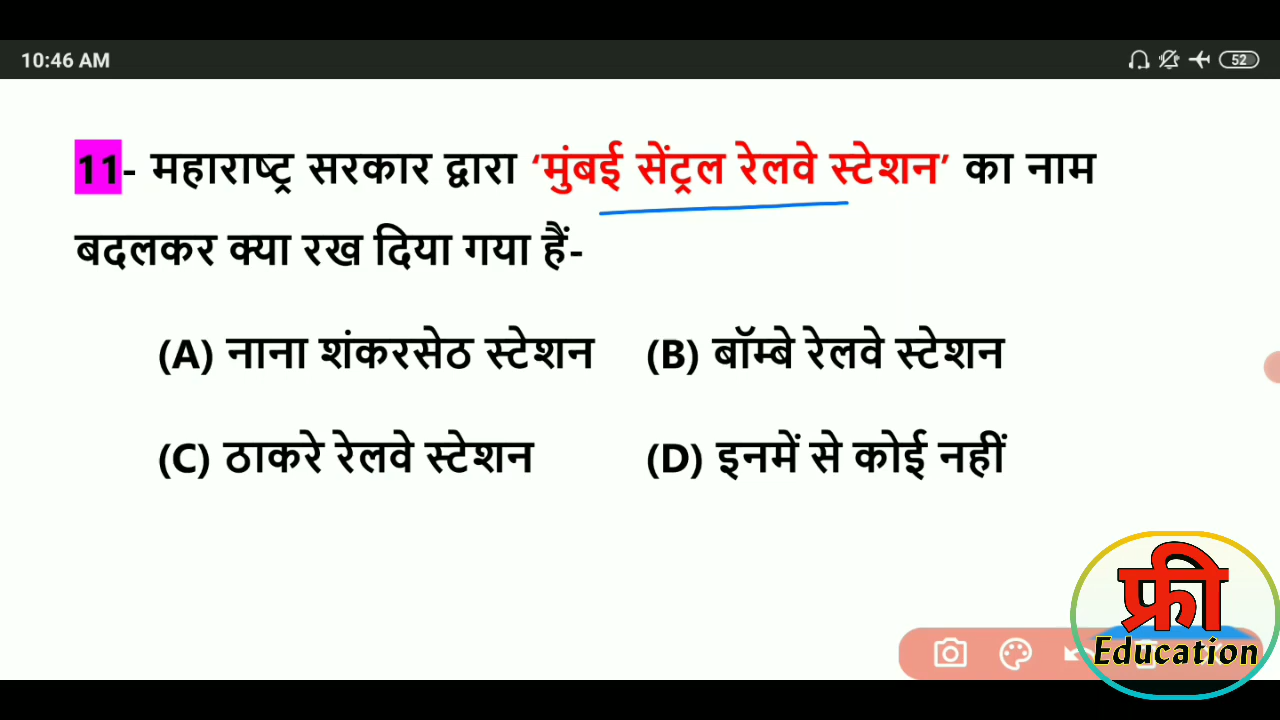 10:46 AM
52
11- महाराष्ट्र सरकार द्वारा ‘मुंबई सेंट्रल रेलवे स्टेशन’ का नाम
बदलकर क्या रख दिया गया हैं-
(A) नाना शंकरसेठ स्टेशन (B) बॉम्बे रेलवे स्टेशन
(C) ठाकरे रेलवे स्टेशन (D) इनमें से कोई नहीं
फ्री
Education